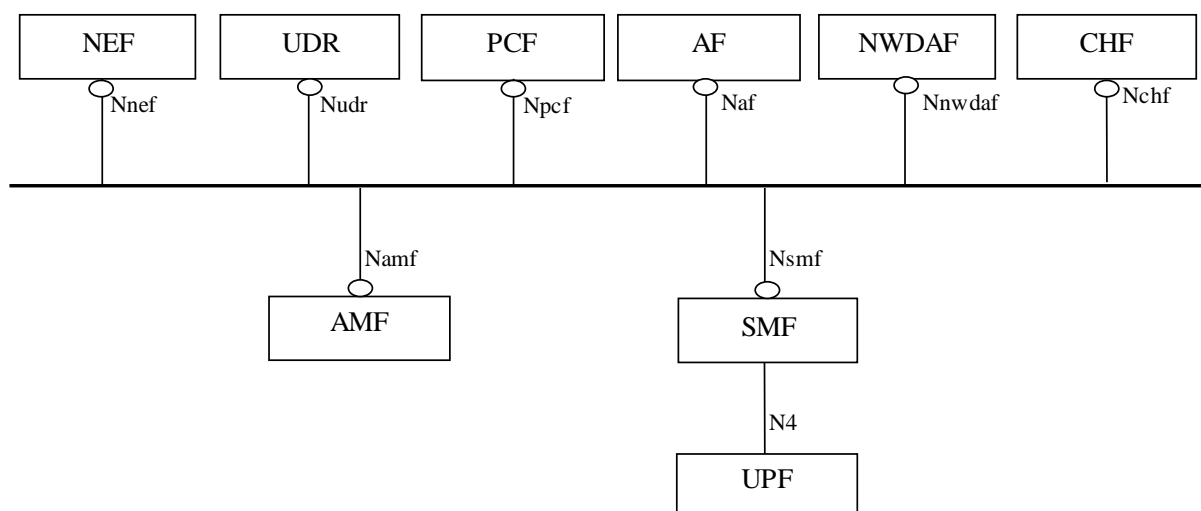 NEF UDR PCF AF NWDAF CHF
Nnef Nudr Npcf Naf Nnwdaf Nchf
Namf Nsmf
AMF SMF
N4
UPF